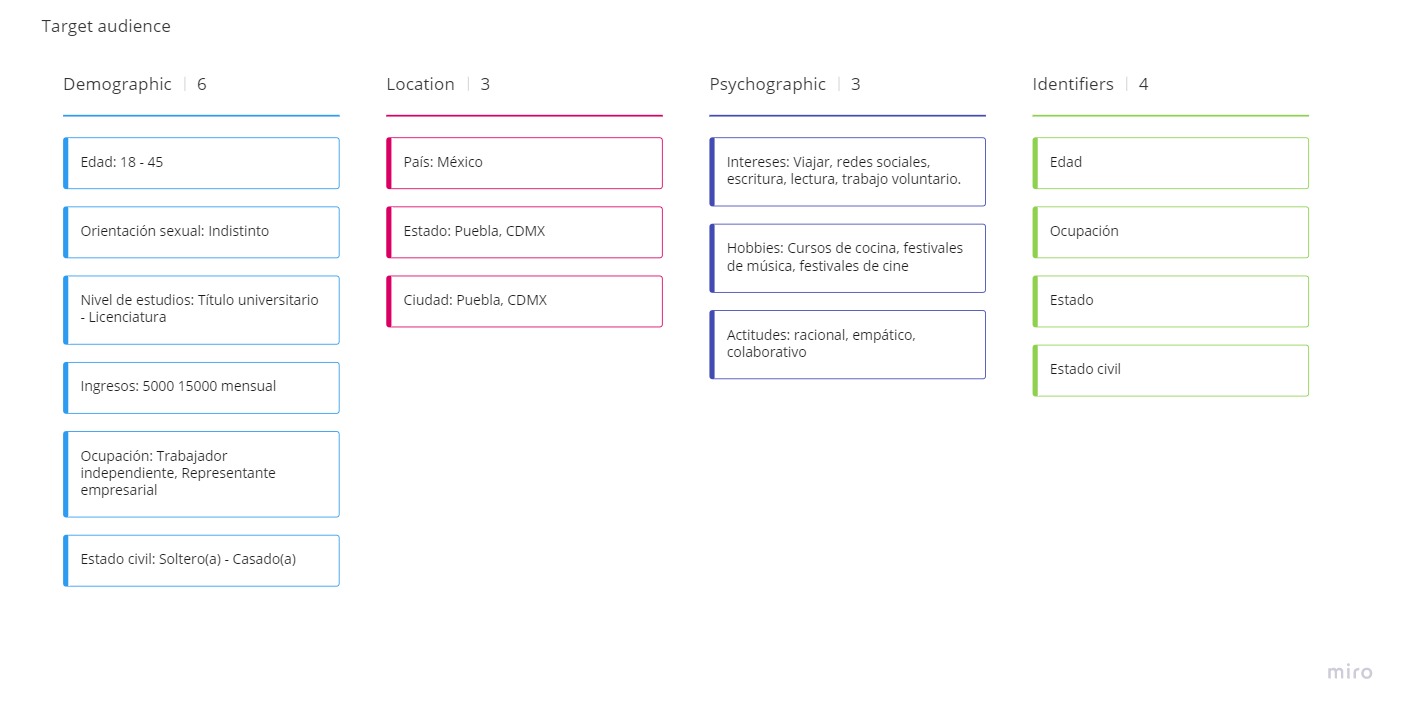 Target audience
Demographic | 6
Edad: 18 - 45
Orientación sexual: Indistinto
Nivel de estudios: Título universitario
- Licenciatura
Ingresos: 5000 15000 mensual
Ocupación: Trabajador
independiente, Representante
empresarial
Estado civil: Soltero(a) - Casado(a)
Location | 3
País: México
Estado: Puebla, CDMX
Ciudad: Puebla, CDMX
Psychographic | 3
Intereses: Viajar, redes sociales,
escritura, lectura, trabajo voluntario.
Hobbies: Cursos de cocina, festivales
de música, festivales de cine
Actitudes: racional, empático,
colaborativo
Identifiers | 4
Edad
Ocupación
Estado
Estado civil
miro